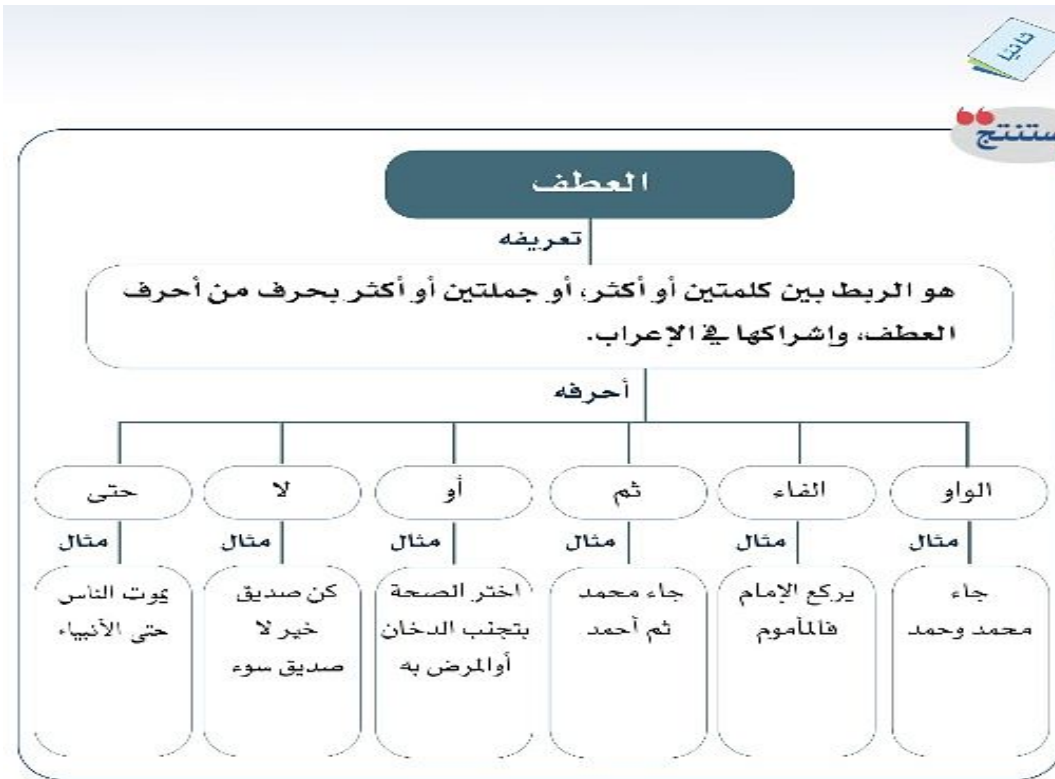 ثانيًا
ستنتج
العطف
تعريفه
هو الربط بين كلمتين أو أكثر، أو جملتين أو أكثر بحرف من أحرف
العطف، وإشراكها في الإعراب.
أحرفه
الواو
الفاء
ثم
أو
لا
حتى
مثال
مثال
مثال
مثال
مثال
مثال
جاء
محمد وحمد
يركع الإمام
فالمأموم
جاء محمد
ثم أحمد
اختر الصحة
بتجنب الدخان
أوالمرض به
كن صديق
خير لا
صديق سوء
يموت الناس
حتى الأنبياء